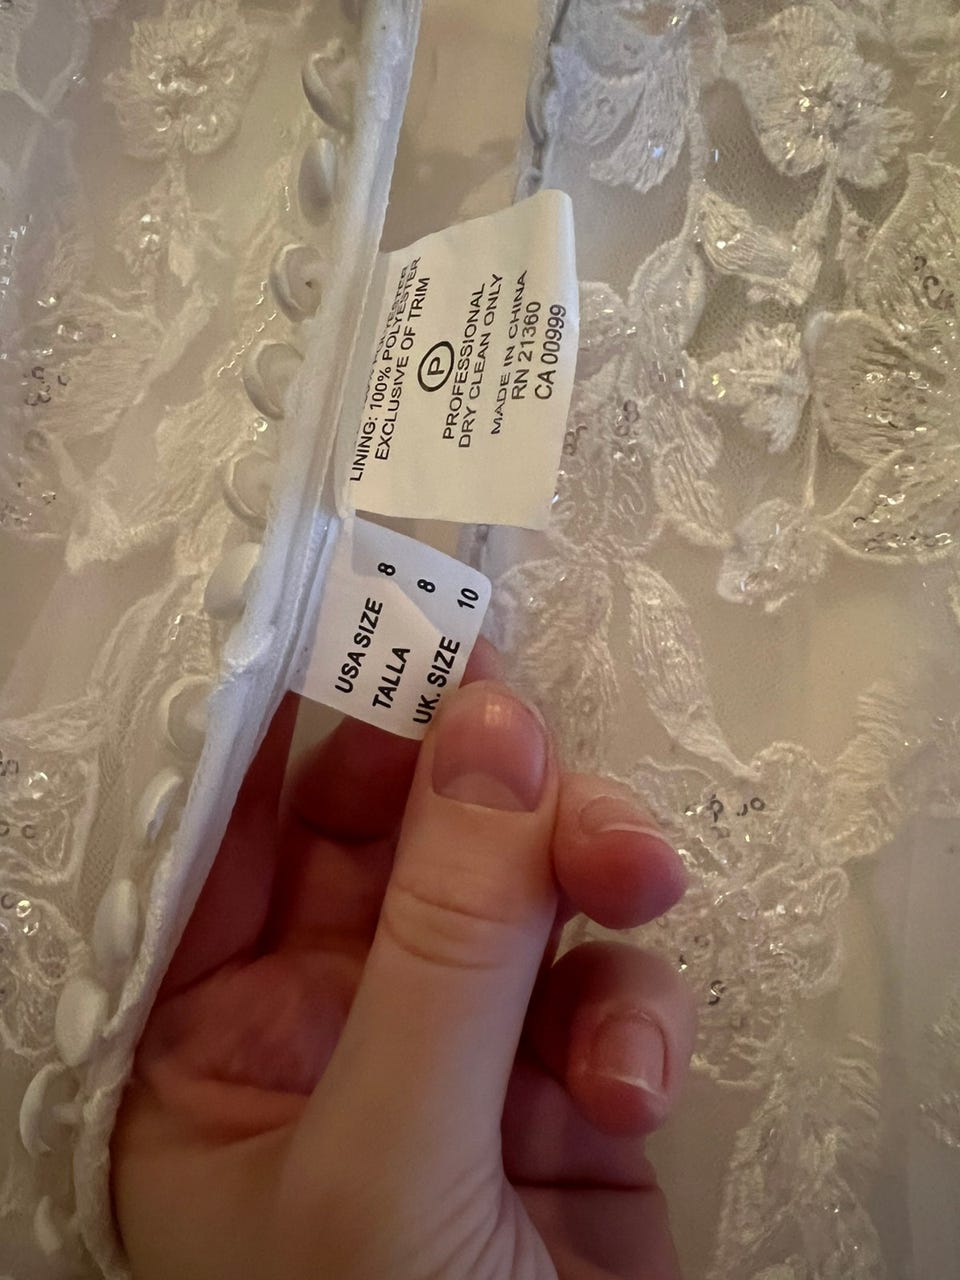 LINING: 100% POLYESTER
EXCLUSIVE OF TRIM
P
PROFESSIONAL
DRY CLEAN ONLY
MADE IN CHINA
RN 21360
CA 00999
USA SIZE 8
TALLA 8
UK. SIZE 10